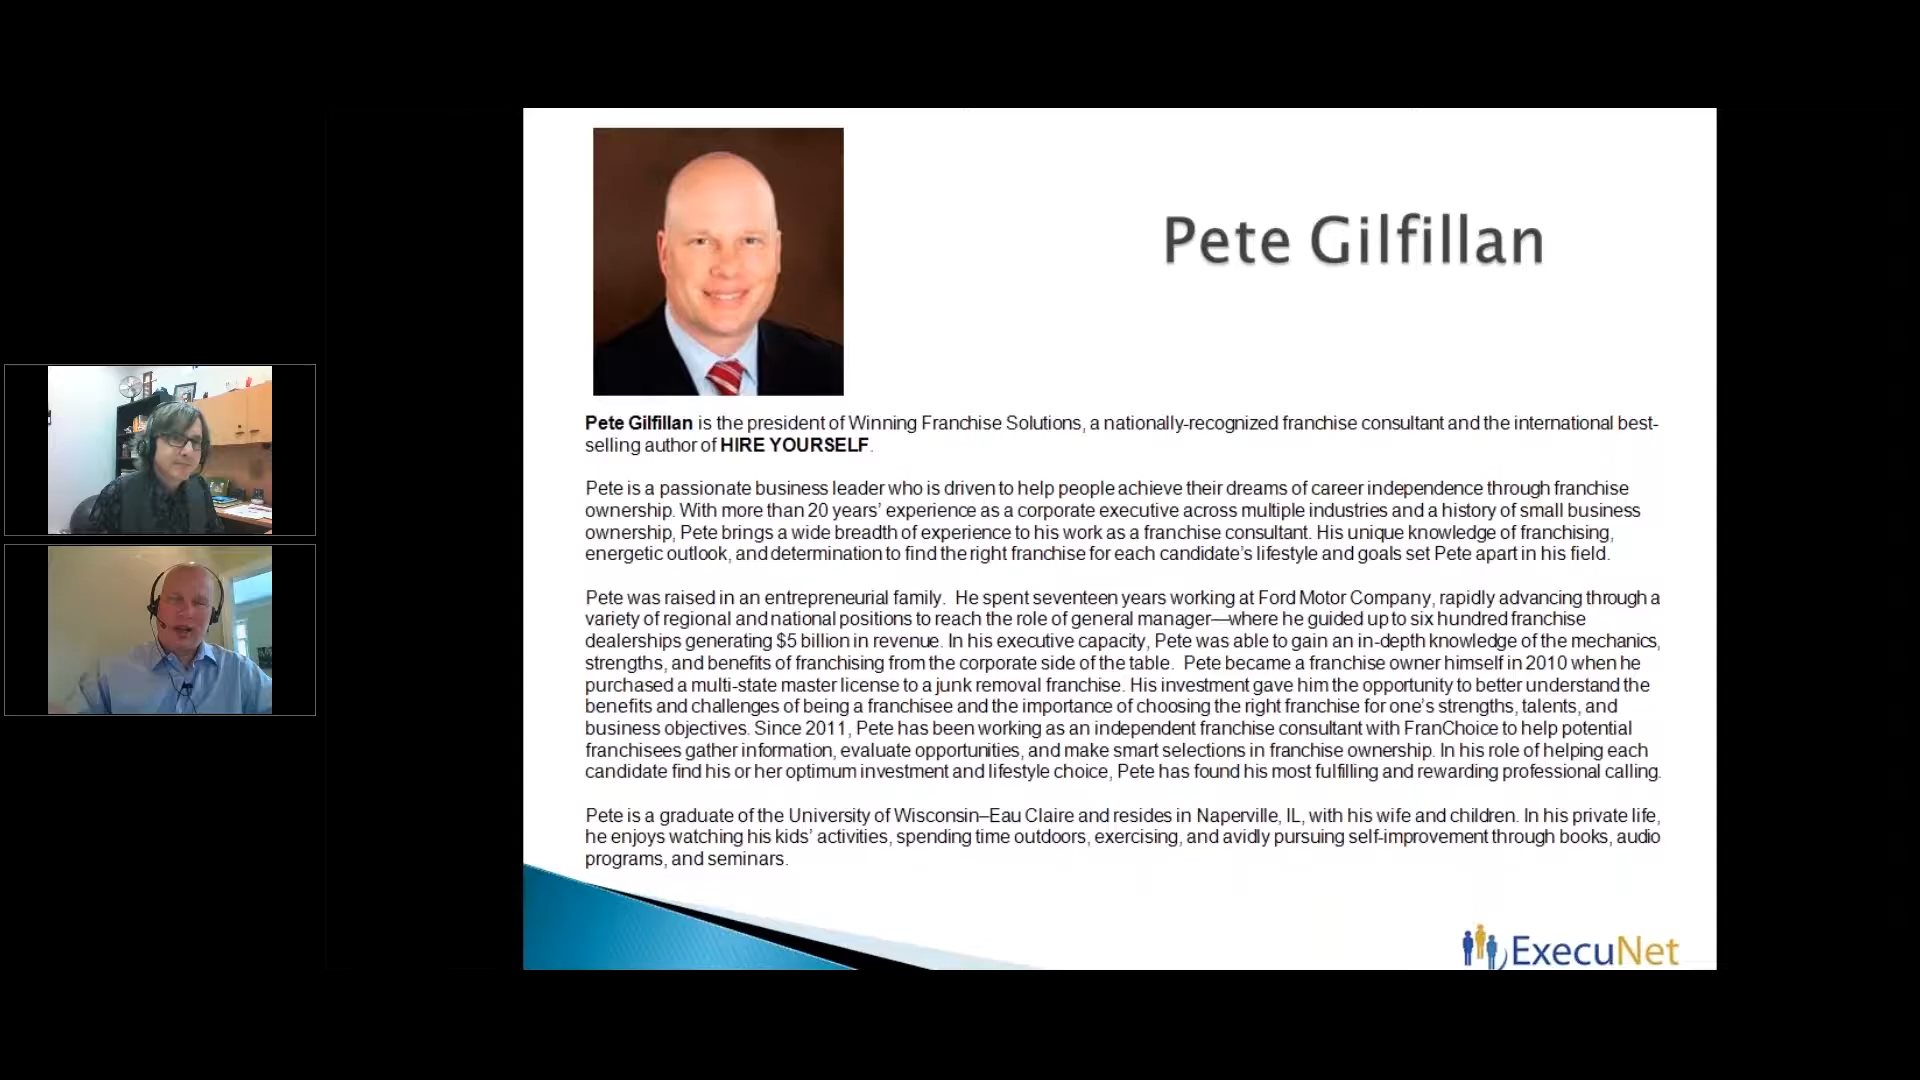 Pete Gilfillan
Pete Gilfillan is the president of Winning Franchise Solutions, a nationally-recognized franchise consultant and the international best-
selling author of HIRE YOURSELF.
Pete is a passionate business leader who is driven to help people achieve their dreams of career independence through franchise
ownership. With more than 20 years' experience as a corporate executive across multiple industries and a history of small business
ownership, Pete brings a wide breadth of experience to his work as a franchise consultant. His unique knowledge of franchising,
energetic outlook, and determination to find the right franchise for each candidate's lifestyle and goals set Pete apart in his field.
Pete was raised in an entrepreneurial family. He spent seventeen years working at Ford Motor Company, rapidly advancing through a
variety of regional and national positions to reach the role of general manager—where he guided up to six hundred franchise
dealerships generating $5 billion in revenue. In his executive capacity, Pete was able to gain an in-depth knowledge of the mechanics,
strengths, and benefits of franchising from the corporate side of the table. Pete became a franchise owner himself in 2010 when he
purchased a multi-state master license to a junk removal franchise. His investment gave him the opportunity to better understand the
benefits and challenges of being a franchisee and the importance of choosing the right franchise for one's strengths, talents, and
business objectives. Since 2011, Pete has been working as an independent franchise consultant with FranChoice to help potential
franchisees gather information, evaluate opportunities, and make smart selections in franchise ownership. In his role of helping each
candidate find his or her optimum investment and lifestyle choice, Pete has found his most fulfilling and rewarding professional calling.
Pete is a graduate of the University of Wisconsin–Eau Claire and resides in Naperville, IL, with his wife and children. In his private life,
he enjoys watching his kids' activities, spending time outdoors, exercising, and avidly pursuing self-improvement through books, audio
programs, and seminars.
ExecuNet